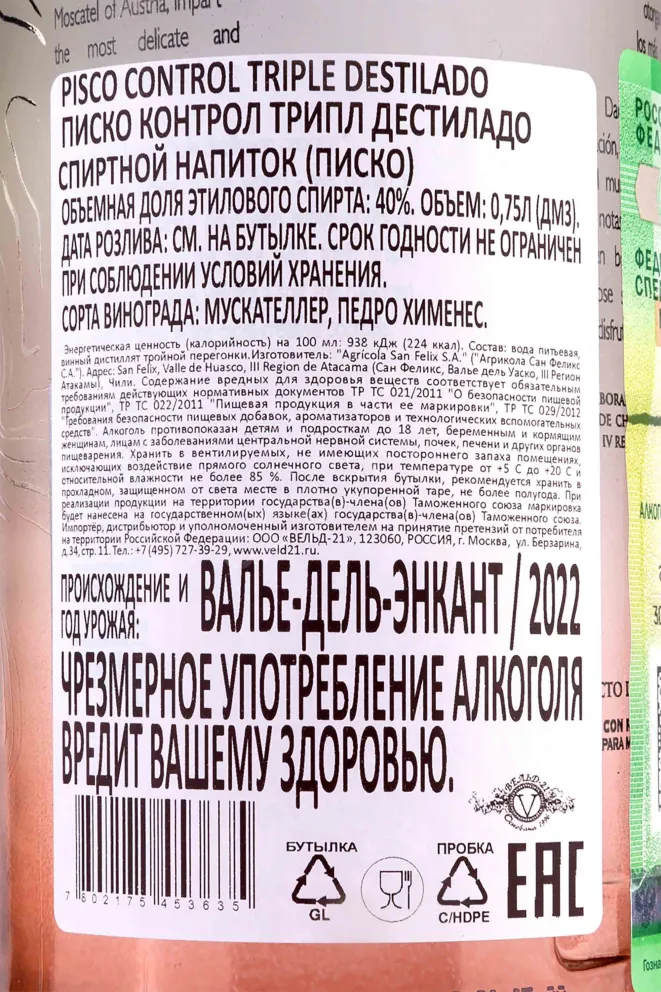 Moscatel of Austria, impart
the most delicate and
PISCO CONTROL TRIPLE DESTILADO
ПИСКО КОНТРОЛ ТРИПЛ ДЕСТИЛАДО
СПИРТНОЙ НАПИТОК (ПИСКО)
ОБЪЕМНАЯ ДОЛЯ ЭТИЛОВОГО СПИРТА: 40%. ОБЪЕМ: 0,75Л (ДМ3).
ДАТА РОЗЛИВА: СМ. НА БУТЫЛКЕ. СРОК ГОДНОСТИ НЕ ОГРАНИЧЕН
ПРИ СОБЛЮДЕНИИ УСЛОВИЙ ХРАНЕНИЯ.
СОРТА ВИНОГРАДА: МУСКАТЕЛЛЕР, ПЕДРО ХИМЕНЕС.
Энергетическая ценность (калорийность) на 100 мл: 938 кДж (224 ккал). Состав: вода питьевая,
винный дистиллят тройной перегонки.Изготовитель: "Agrícola San Felix S.A." ("Агрикола Сан Феликс
С.А."). Адрес: San Felix, Valle de Huasco, III Region de Atacama (Сан Феликс, Валье дель Уаско, III Регион
Атакамы), Чили. Содержание вредных для здоровья веществ соответствует обязательным
требованиям действующих нормативных документов ТР ТС 021/2011 "О безопасности пищевой
продукции", ТР ТС 022/2011 "Пищевая продукция в части ее маркировки", ТР ТС 029/2012
"Требования безопасности пищевых добавок, ароматизаторов и технологических вспомогательных
средств". Алкоголь противопоказан детям и подросткам до 18 лет, беременным и кормящим
женщинам, лицам с заболеваниями центральной нервной системы, почек, печени и других органов
пищеварения. Хранить в вентилируемых, не имеющих постороннего запаха помещениях,
исключающих воздействие прямого солнечного света, при температуре от +5 С до +20 С и
относительной влажности не более 85 %. После вскрытия бутылки, рекомендуется хранить в
прохладном, защищенном от света месте в плотно укупоренной таре, не более полугода. При
реализации продукции на территории государства(в)-члена(ов) Таможенного союза маркировка
будет нанесена на государственном(ых) языке(ах) государства(в)-члена(ов) Таможенного союза.
Импортёр, дистрибьютор и уполномоченный изготовителем на принятие претензий от потребителя
на территории Российской Федерации: ООО «ВЕЛЬД-21», 123060, РОССИЯ, г. Москва, ул. Берзарина,
д.34, стр. 11. Тел.: +7 (495) 727-39-29, www.veld21.ru.
ПРОИСХОЖДЕНИЕ И
ГОД УРОЖАЯ:
ВАЛЬЕ-ДЕЛЬ-ЭНКАНТ / 2022
ЧРЕЗМЕРНОЕ УПОТРЕБЛЕНИЕ АЛКОГОЛЯ
ВРЕДИТ ВАШЕМУ ЗДОРОВЬЮ.
ВЕЛЬД-21
V
Основана 1996
БУТЫЛКА
GL
ПРОБКА
C/HDPE
EAC
7802175453635